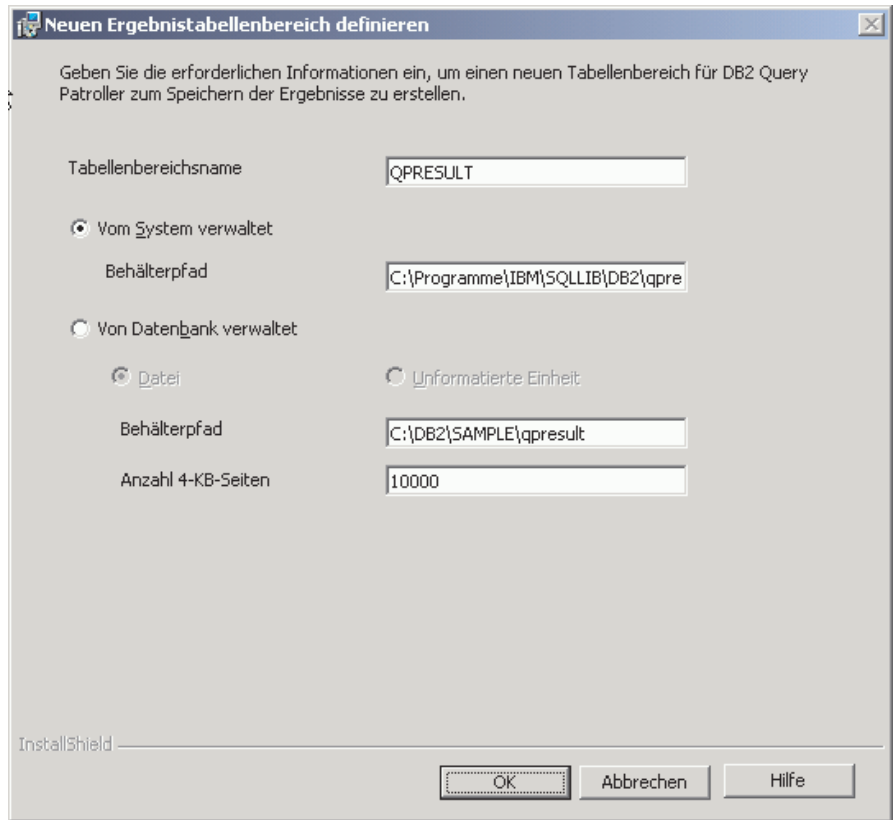 Neuen Ergebnistabellenbereich definieren
Geben Sie die erforderlichen Informationen ein, um einen neuen Tabellenbereich für DB2 Query
Patroller zum Speichern der Ergebnisse zu erstellen.
Tabellenbereichsname
QPRESULT
Vom System verwaltet
Behälterpfad
C:\Programme\IBM\SQLLIB\DB2\qpre
Von Datenbank verwaltet
Datei
Unformatierte Einheit
Behälterpfad
C:\DB2\SAMPLE\qpresult
Anzahl 4-KB-Seiten
10000
InstallShield
OK
Abbrechen
Hilfe